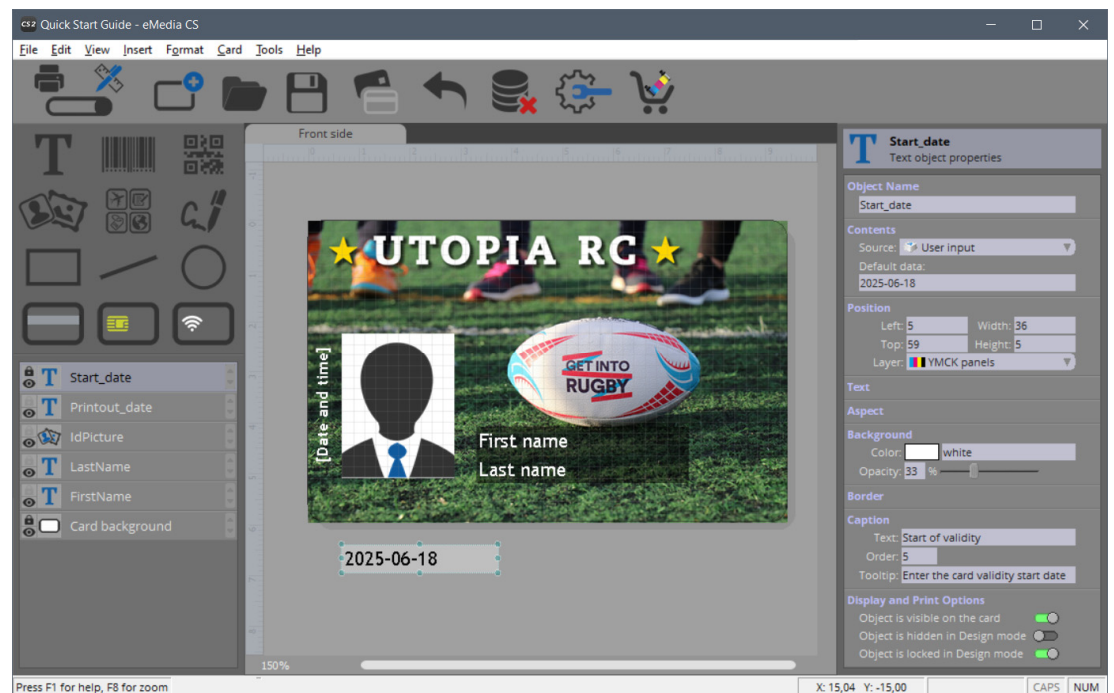 CS2 Quick Start Guide - eMedia CS
File Edit View Insert Format Card Tools Help
Front side
Start_date
Text object properties
Object Name
Start_date
Contents
Source: User input
Default data:
2025-06-18
Position
Left: 5 Width: 36
Top: 59 Height: 5
Layer: YMCK panels
Text
Aspect
Background
Color: white
Opacity: 33 %
Border
Caption
Text: Start of validity
Order: 5
Tooltip: Enter the card validity start date
Display and Print Options
Object is visible on the card
Object is hidden in Design mode
Object is locked in Design mode
Start_date
Printout_date
IdPicture
LastName
FirstName
Card background
UTOPIA RC
GET INTO
RUGBY
[Date and time]
First name
Last name
2025-06-18
150%
Press F1 for help, F8 for zoom
X: 15,04 Y: -15,00
CAPS NUM